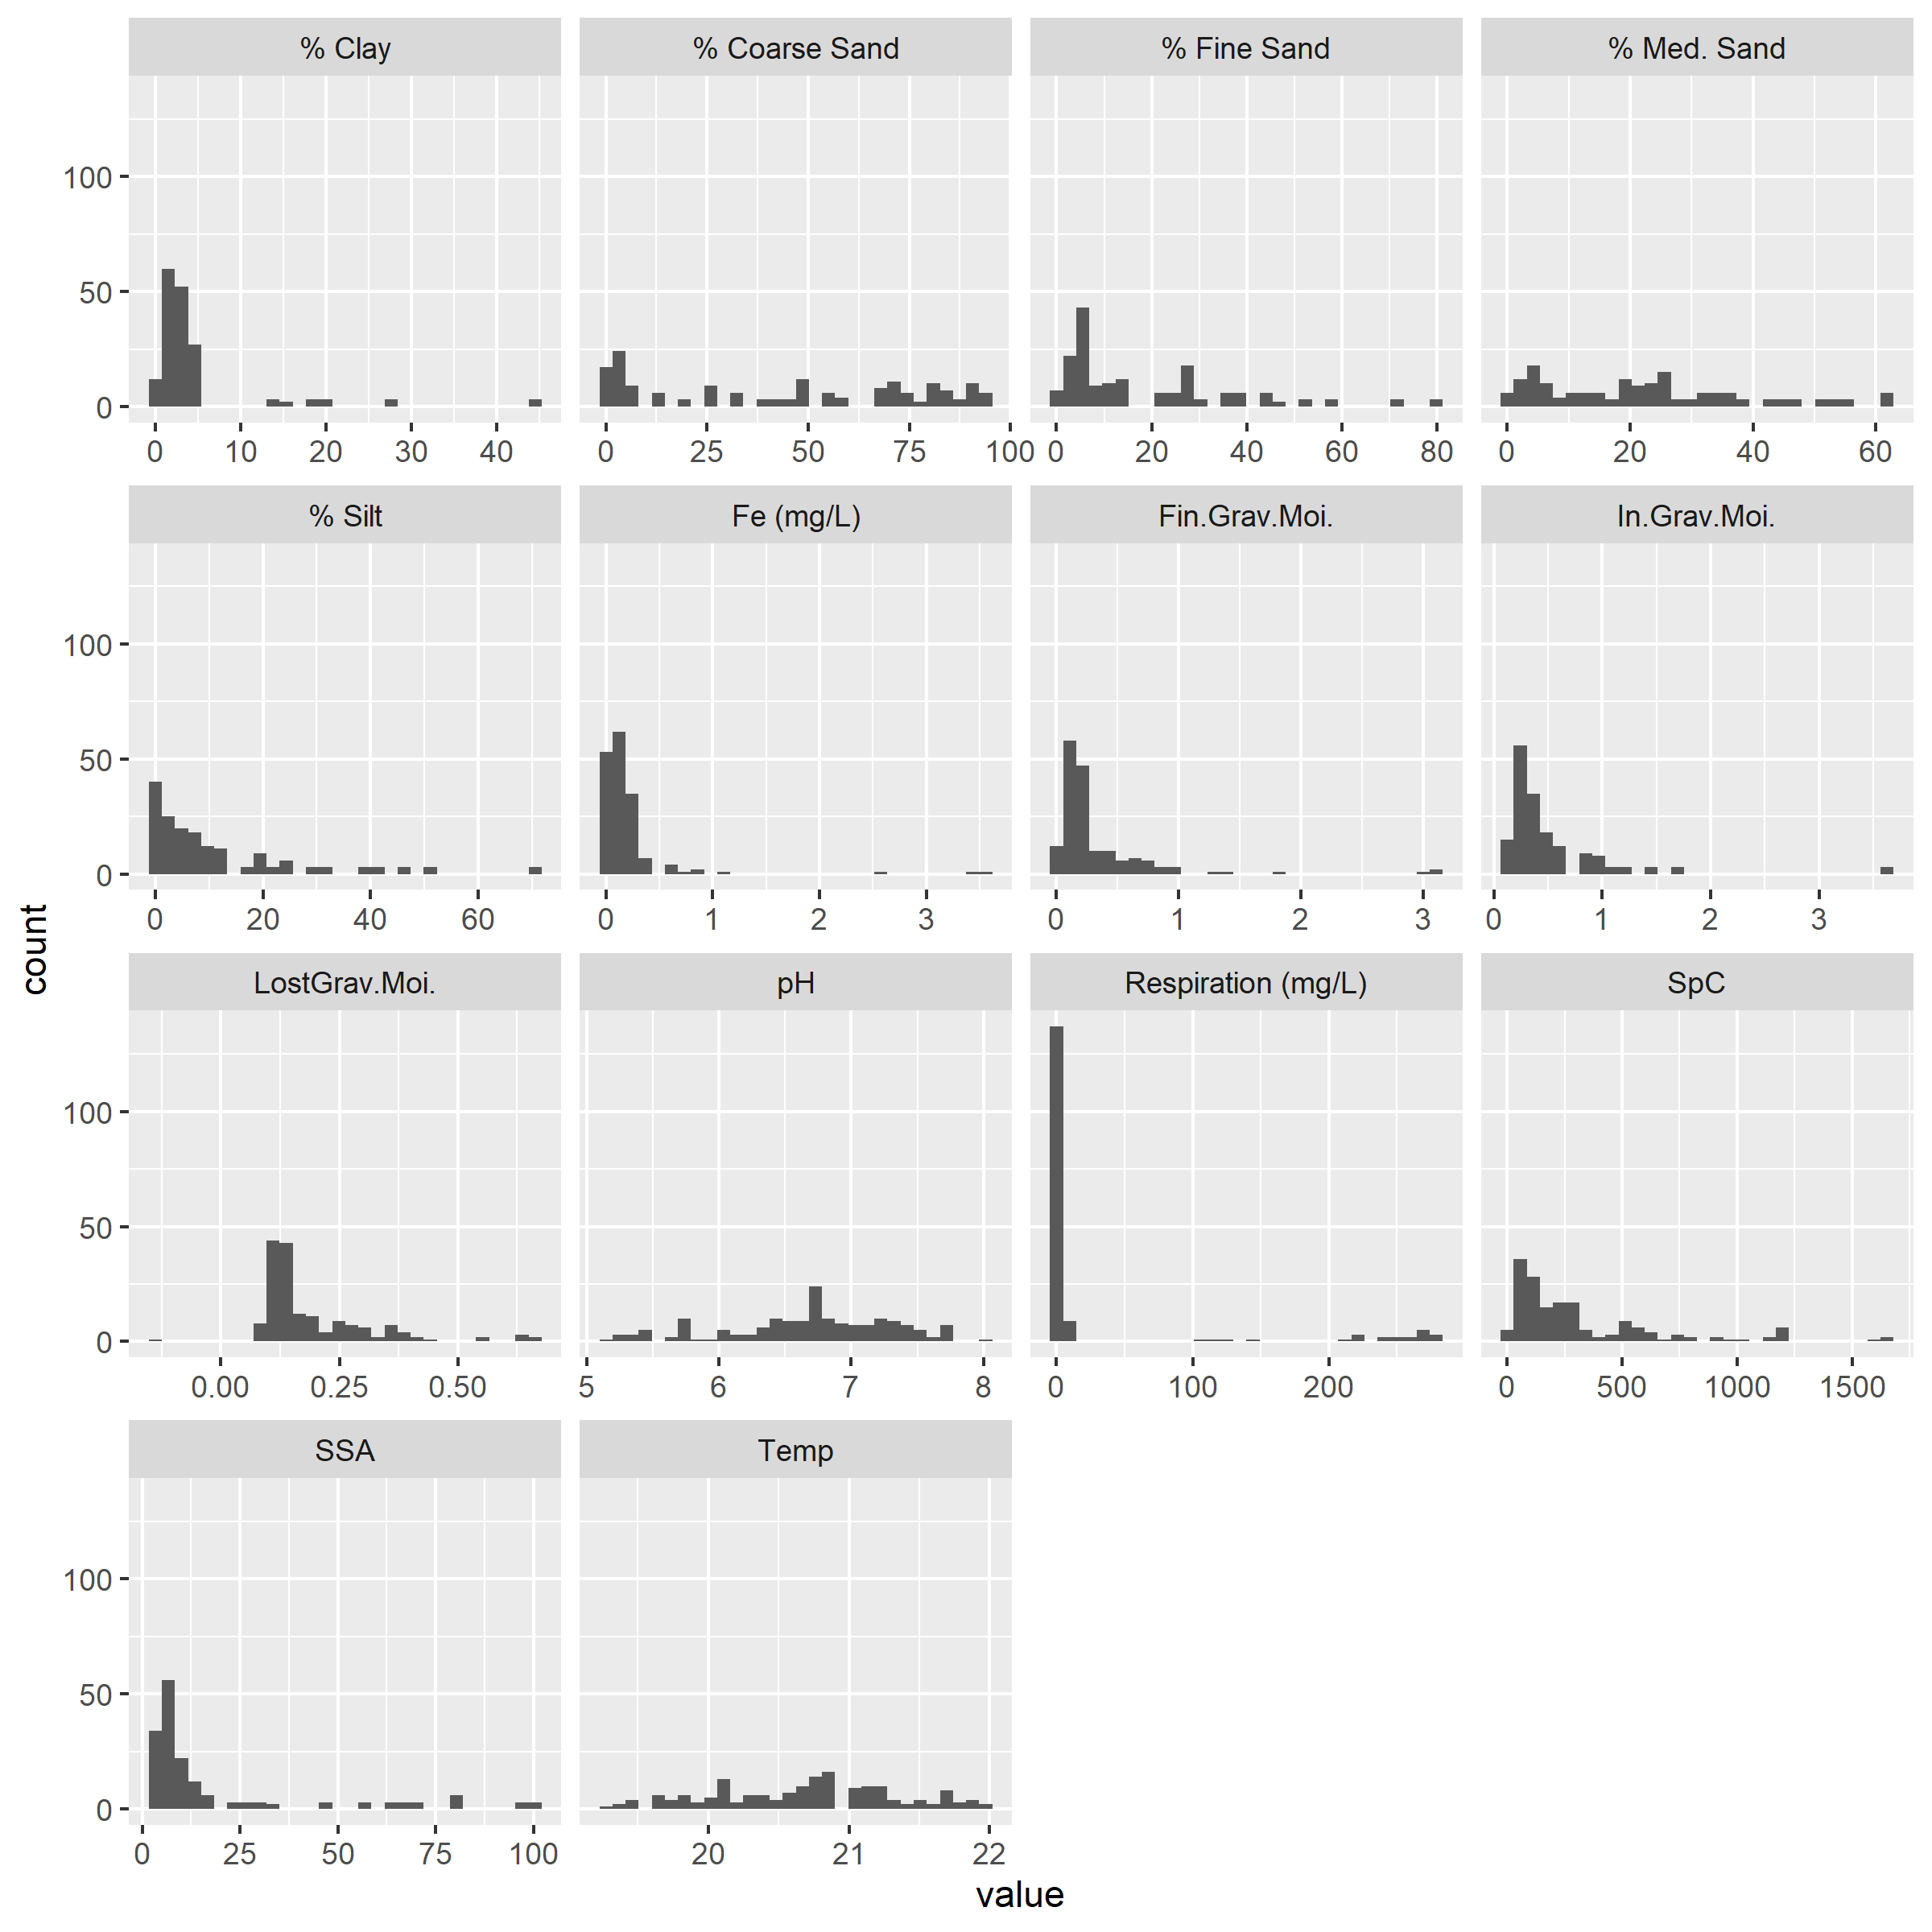 % Clay
% Coarse Sand
% Fine Sand
% Med. Sand
100
50
0
0 10 20 30 40
0 25 50 75 100
0 20 40 60 80
0 20 40 60
% Silt
Fe (mg/L)
Fin.Grav.Moi.
In.Grav.Moi.
100
50
0
0 20 40 60
0 1 2 3
0 1 2 3
0 1 2 3
count
LostGrav.Moi.
pH
Respiration (mg/L)
SpC
100
50
0
0.00 0.25 0.50
5 6 7 8
0 100 200
0 500 1000 1500
SSA
Temp
100
50
0
0 25 50 75 100
20 21 22
value